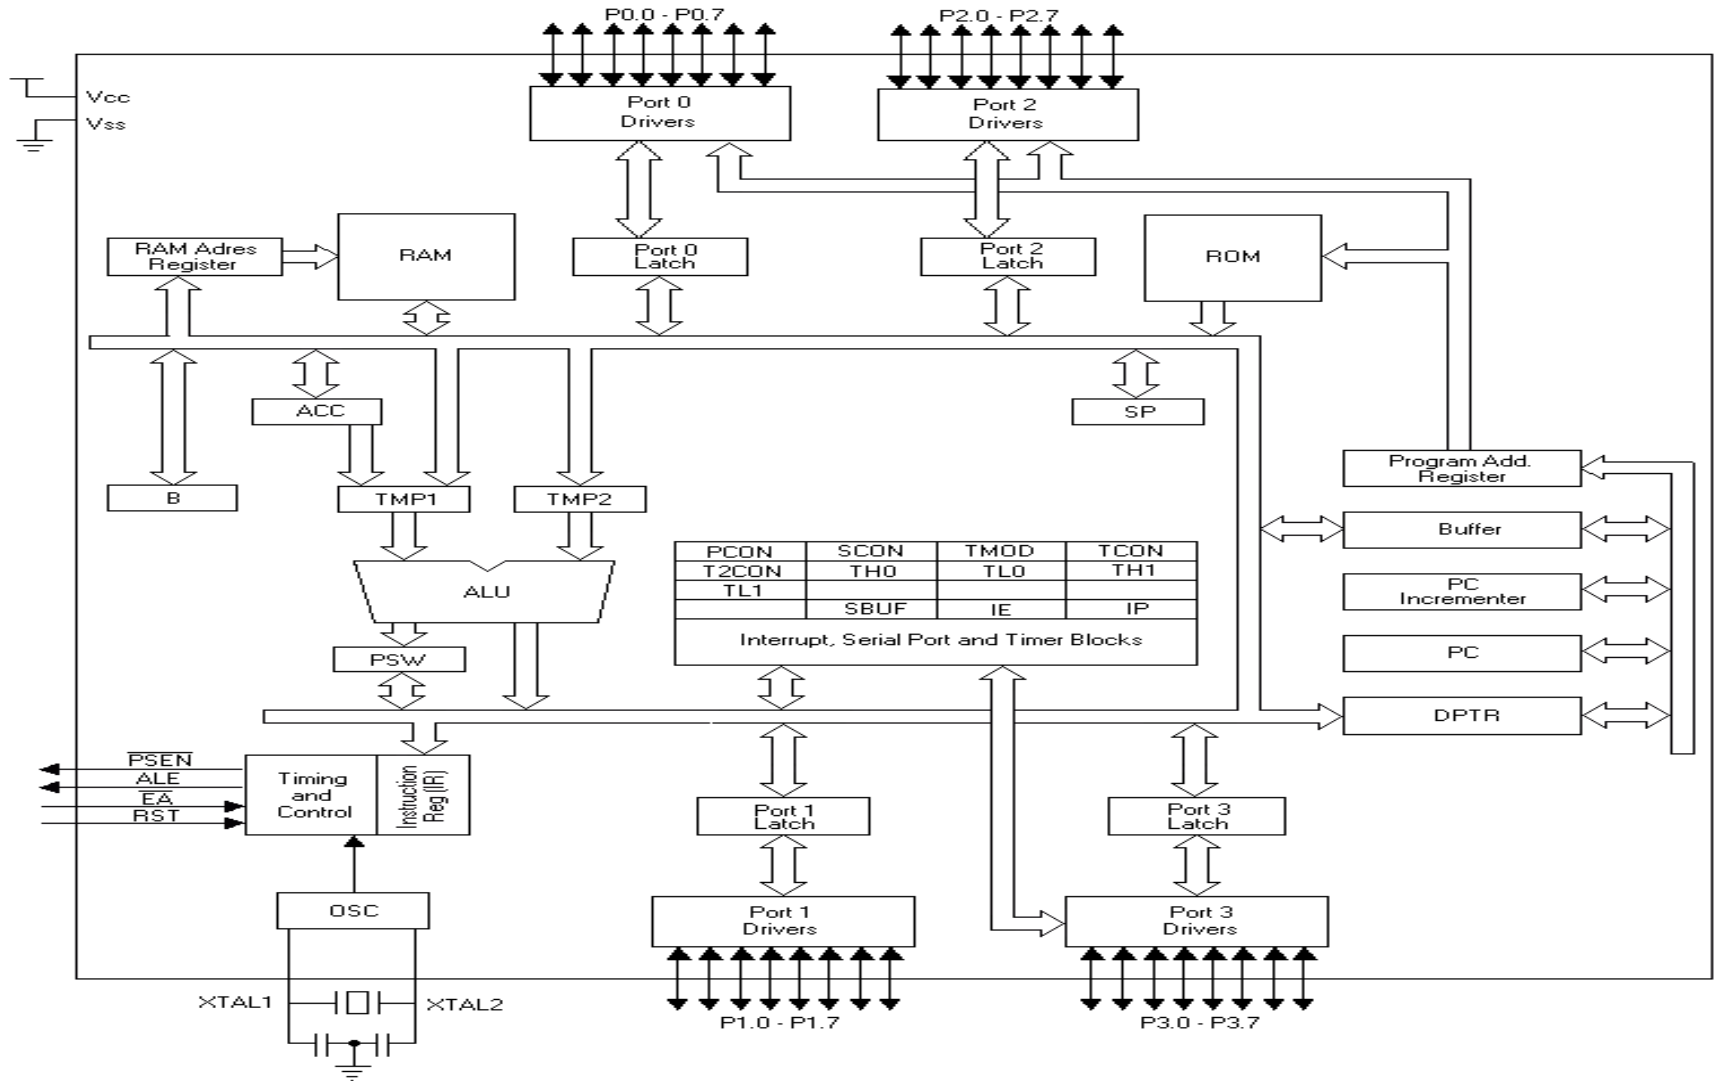 P0.0 - P0.7
P2.0 - P2.7
Vcc
Vss
Port 0
Drivers
Port 2
Drivers
RAM Adres
Register
RAM
Port 0
Latch
Port 2
Latch
ROM
ACC
SP
B
TMP1
TMP2
Program Add.
Register
Buffer
PC
Incrementer
PC
DPTR
ALU
PSW
PCON SCON TMOD TCON
T2CON TH0 TL0 TH1
TL1
SBUF IE IP
Interrupt, Serial Port and Timer Blocks
PSEN
ALE
EA
RST
Timing
and
Control
Instruction
Reg (IR)
Port 1
Latch
Port 3
Latch
OSC
Port 1
Drivers
Port 3
Drivers
XTAL1
XTAL2
P1.0 - P1.7
P3.0 - P3.7